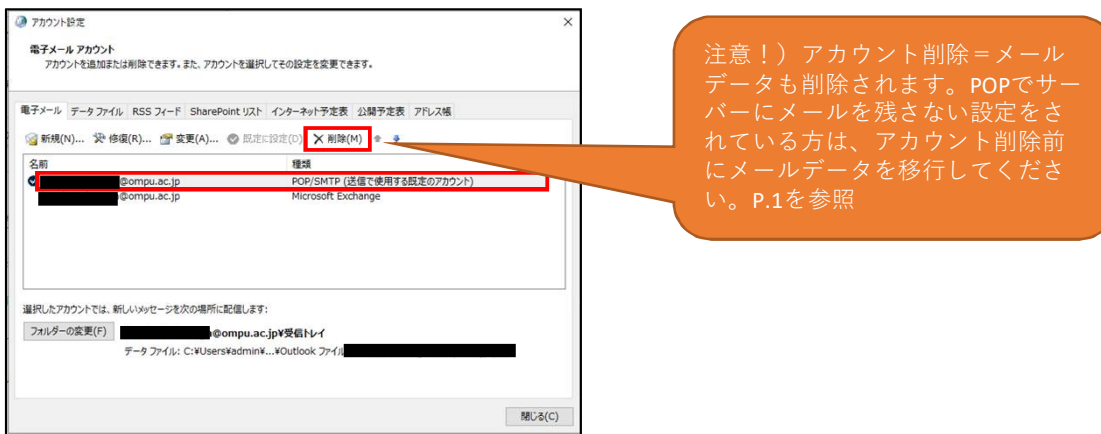 アカウント設定
電子メール アカウント
アカウントを追加または削除できます。また、アカウントを選択してその設定を変更できます。
電子メール データ ファイル RSS フィード SharePoint リスト インターネット予定表 公開予定表 アドレス帳
新規(N)... 修復(R)... 変更(A)... 既定に設定(D) 削除(M)
名前 種類
@ompu.ac.jp POP/SMTP (送信で使用する既定のアカウント)
@ompu.ac.jp Microsoft Exchange
選択したアカウントでは、新しいメッセージを次の場所に配信します:
フォルダーの変更(F) @ompu.ac.jp¥受信トレイ
データ ファイル: C:¥Users¥admin¥...¥Outlook ファイル
閉じる(C)
注意！）アカウント削除＝メール
データも削除されます。POPでサー
バーにメールを残さない設定をさ
れている方は、アカウント削除前
にメールデータを移行してくださ
い。P.1を参照